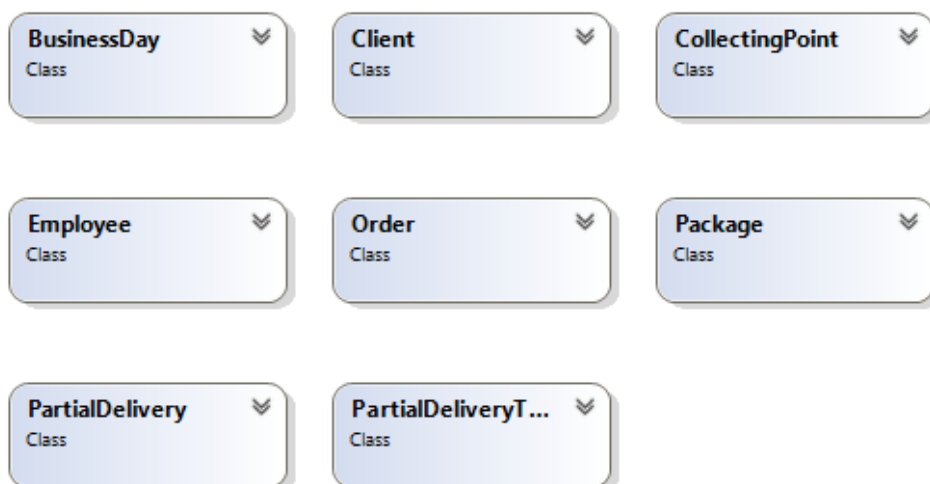 BusinessDay
Class
Client
Class
CollectingPoint
Class
Employee
Class
Order
Class
Package
Class
PartialDelivery
Class
PartialDeliveryT...
Class